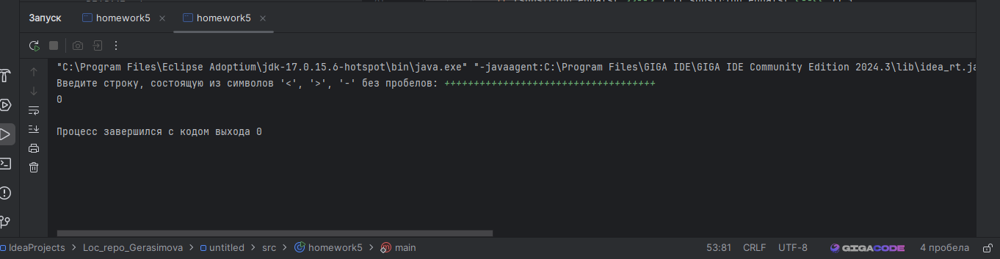 Запуск homework5 × homework5 ×
"C:\Program Files\Eclipse Adoptium\jdk-17.0.15.6-hotspot\bin\java.exe" "-javaagent:C:\Program Files\GIGA IDE\GIGA IDE Community Edition 2024.3\lib\idea_rt.ja
Введите строку, состоящую из символов '<', '>', '-' без пробелов: ++++++++++++++++++++++++++++++++++++
0
Процесс завершился с кодом выхода 0
IdeaProjects > Loc_repo_Gerasimova > untitled > src > homework5 > main 53:81 CRLF UTF-8 GIGACODE 4 пробела